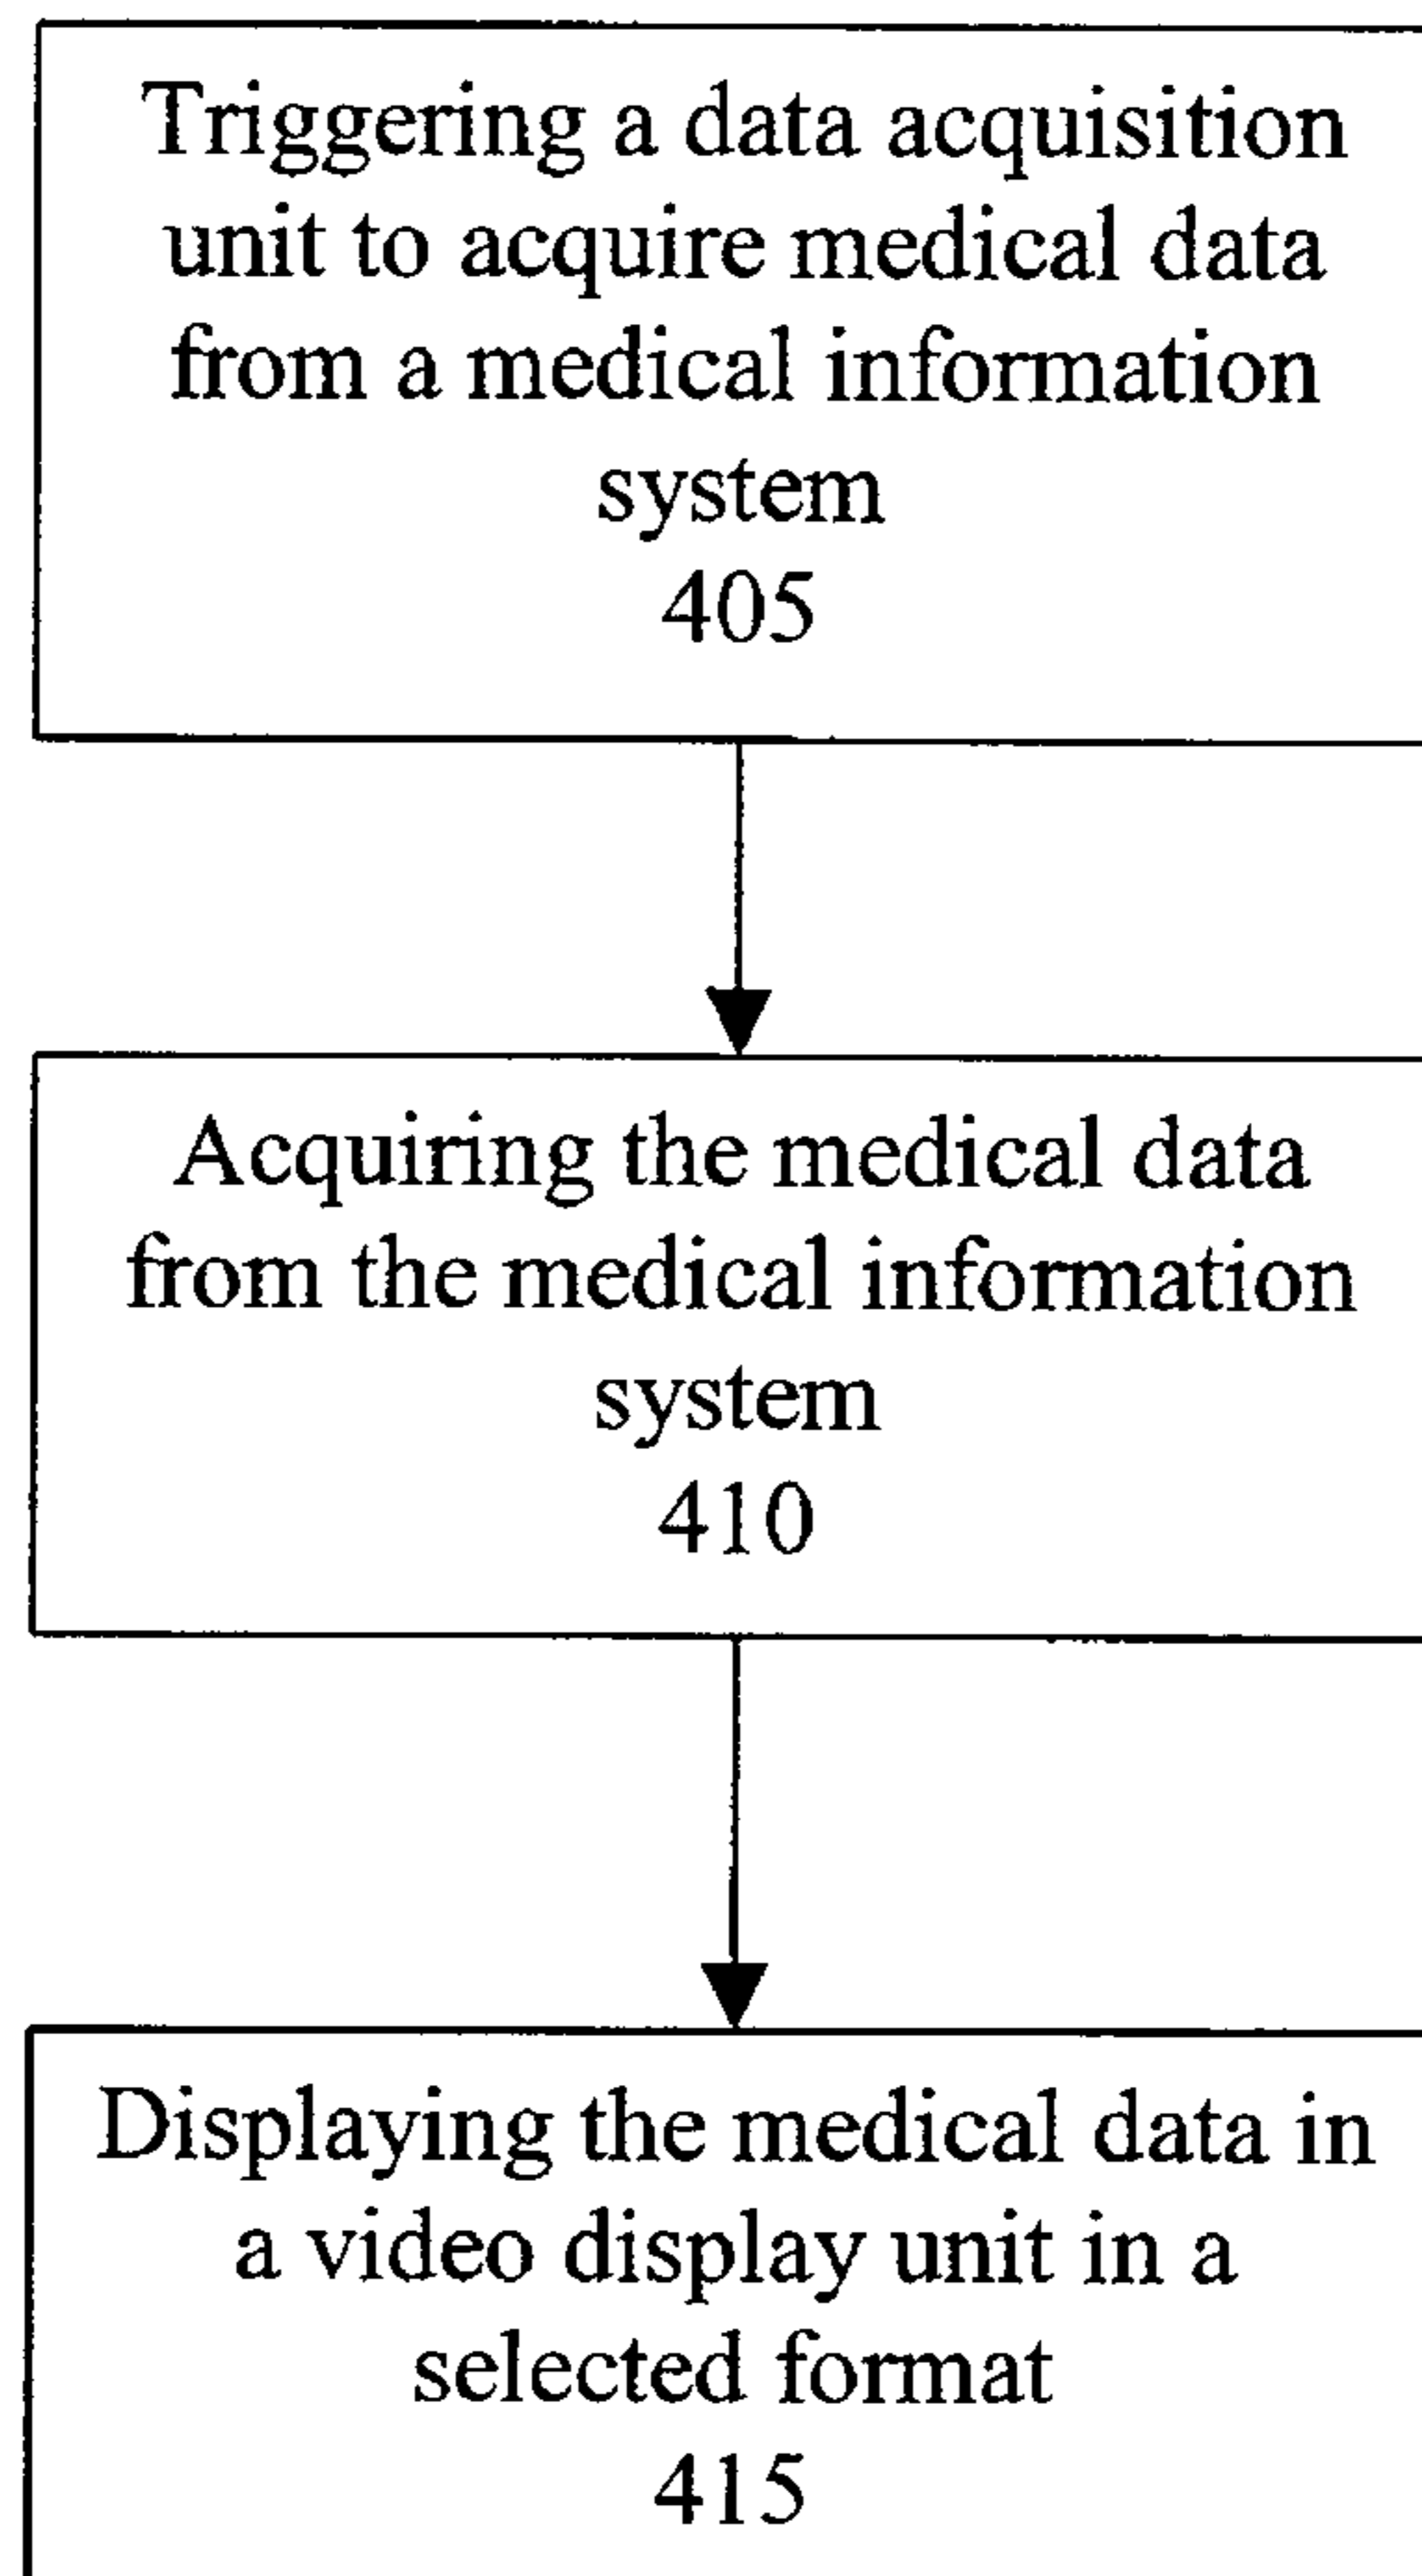 Triggering a data acquisition
unit to acquire medical data
from a medical information
system
405
Acquiring the medical data
from the medical information
system
410
Displaying the medical data in
a video display unit in a
selected format
415